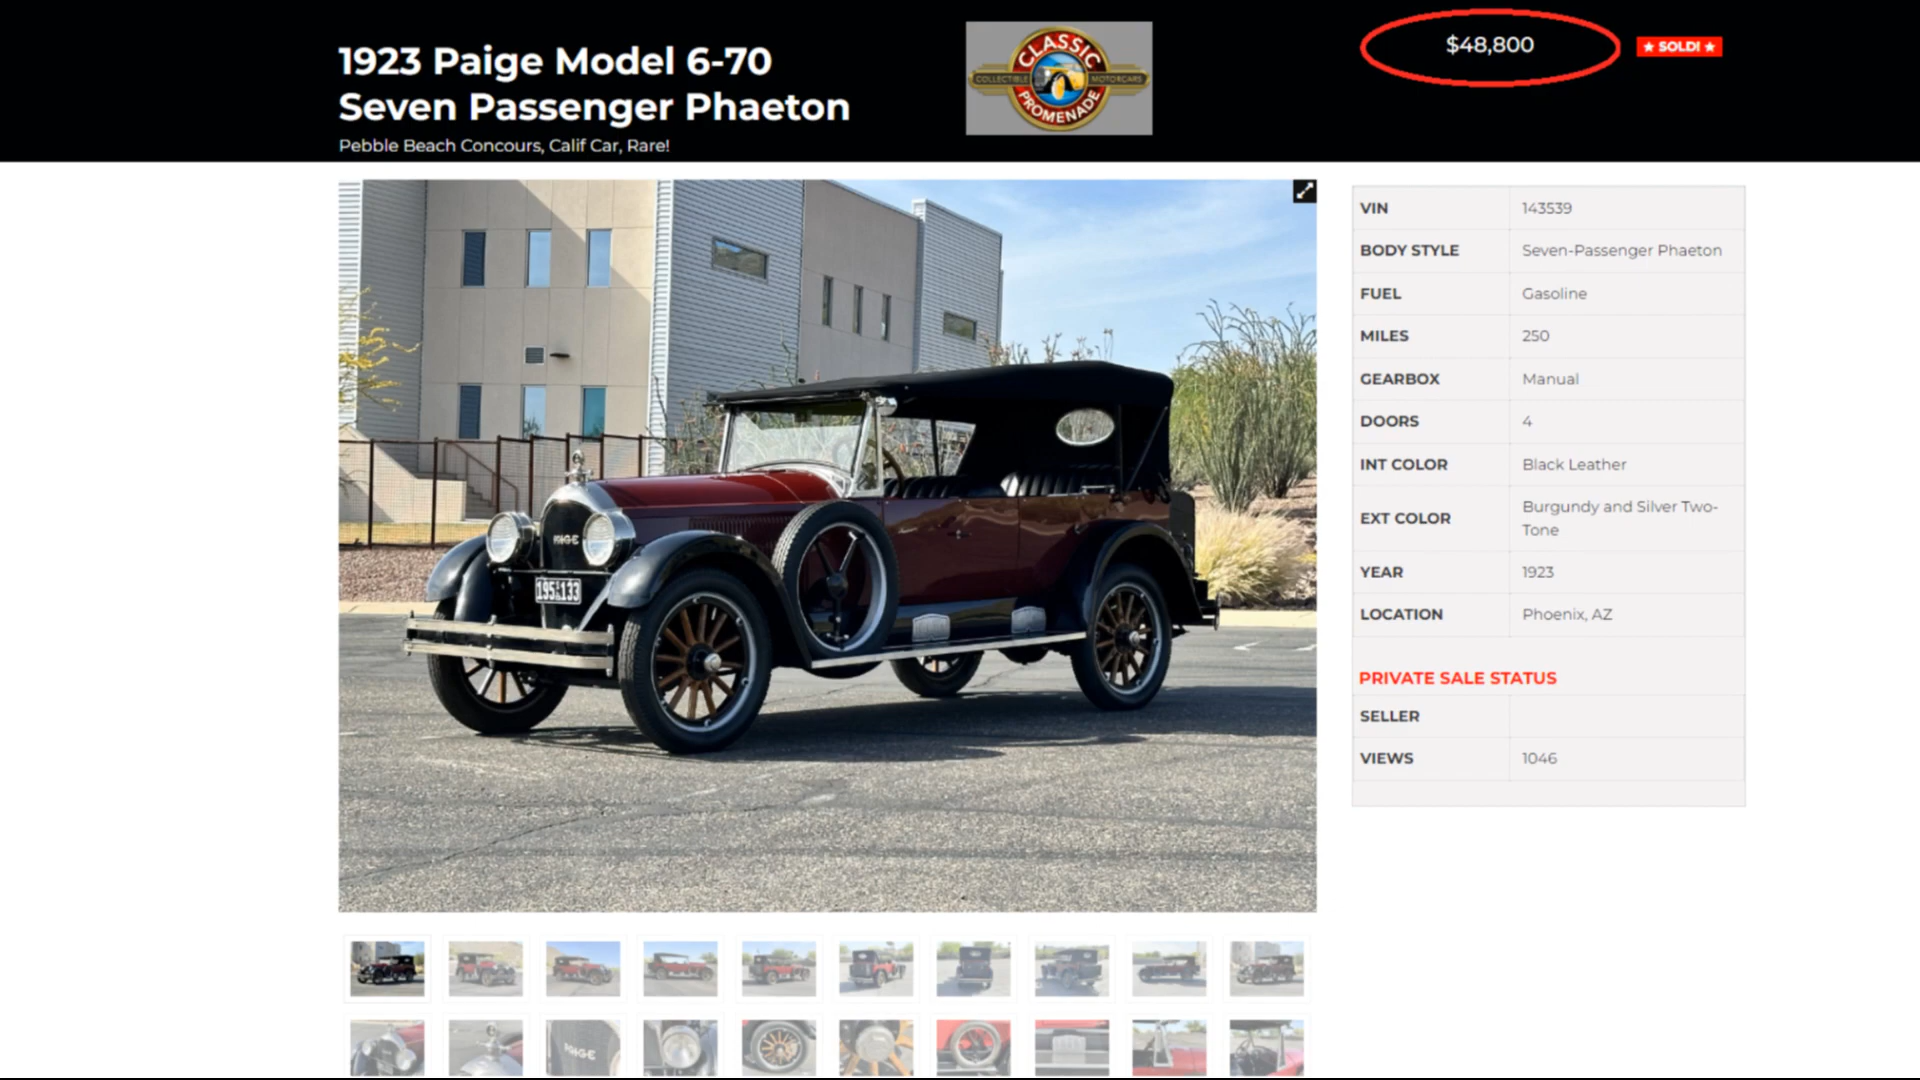 1923 Paige Model 6-70
Seven Passenger Phaeton
Pebble Beach Concours, Calif Car, Rare!
CLASSIC
COLLECTIBLE MOTORCARS
PROMENADE
$48,800
★ SOLD! ★
PAIGE
195 133
VIN 143539
BODY STYLE Seven-Passenger Phaeton
FUEL Gasoline
MILES 250
GEARBOX Manual
DOORS 4
INT COLOR Black Leather
EXT COLOR Burgundy and Silver Two-
Tone
YEAR 1923
LOCATION Phoenix, AZ
PRIVATE SALE STATUS
SELLER
VIEWS 1046
PAIGE